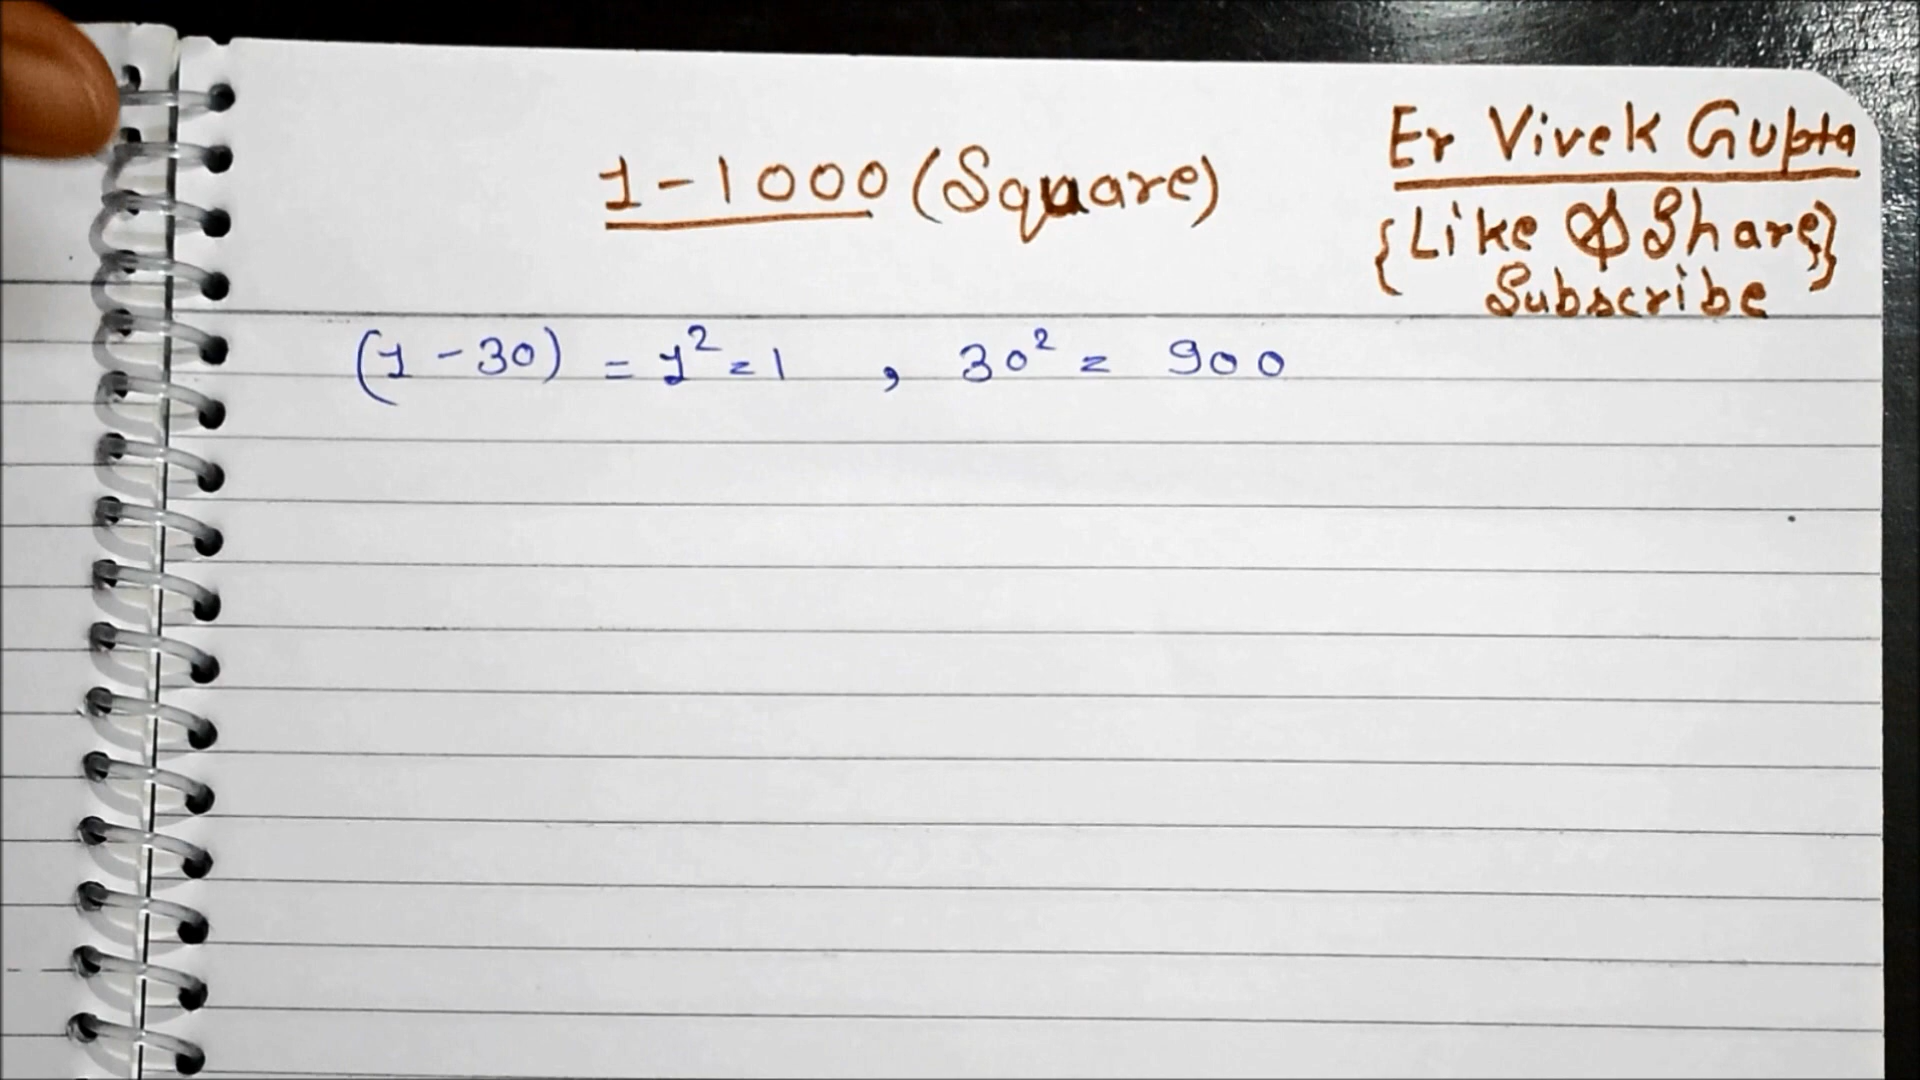 1-1000 (Square)
Er Vivek Gupta
{Like & Share}
Subscribe
(1-30) = 1² = 1 , 30² = 900